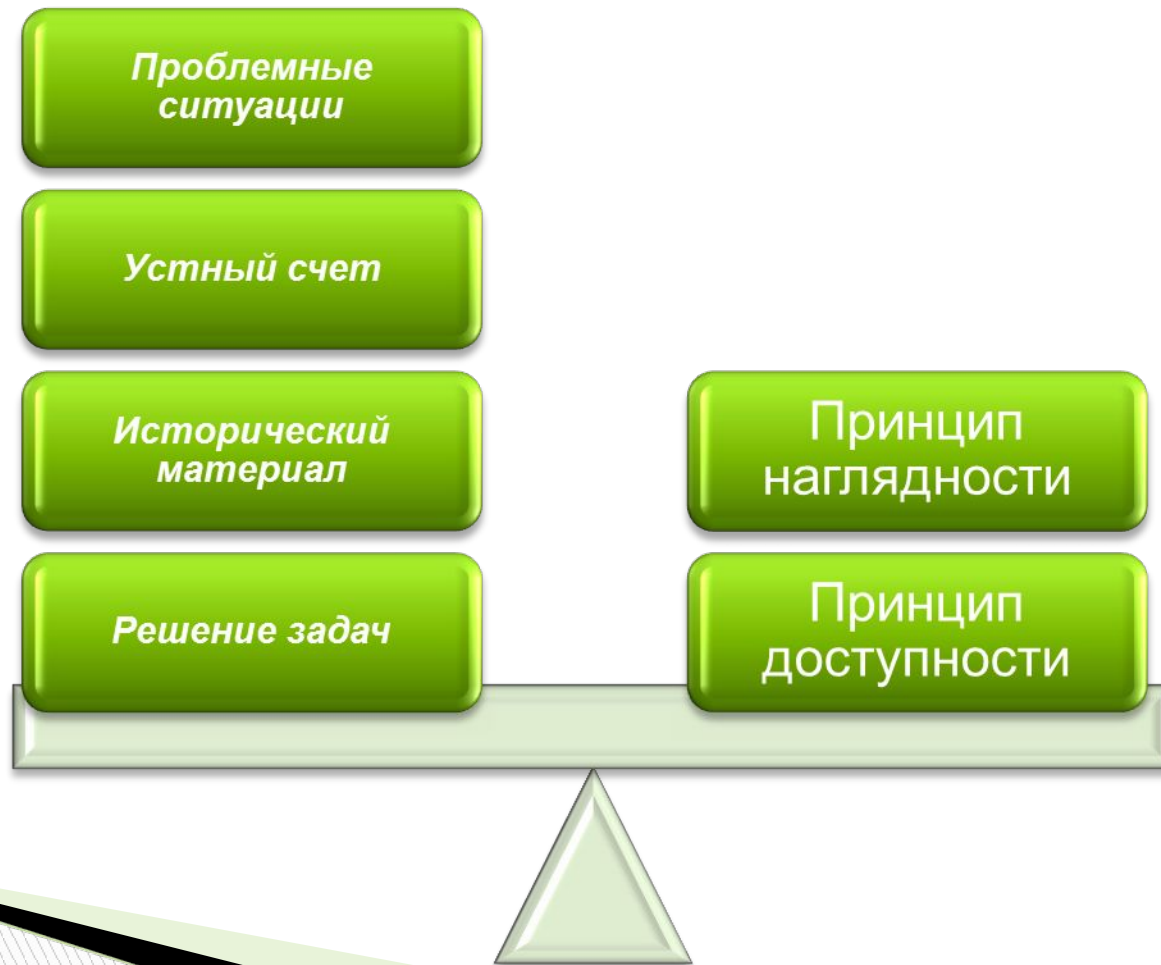 Проблемные
ситуации
Устный счет
Исторический
материал
Решение задач
Принцип
наглядности
Принцип
доступности